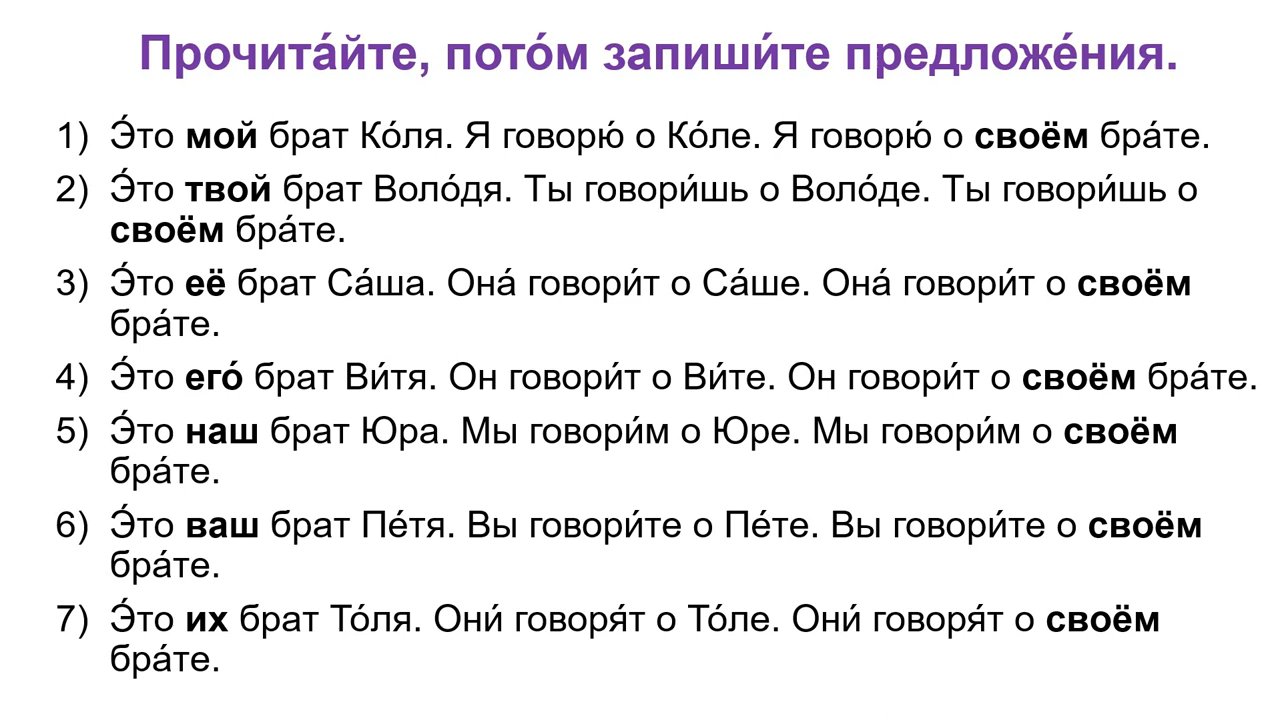 Прочита́йте, пото́м запиши́те предложе́ния.
1) Э́то мой брат Ко́ля. Я говорю́ о Ко́ле. Я говорю́ о своём бра́те.
2) Э́то твой брат Воло́дя. Ты говори́шь о Воло́де. Ты говори́шь о
своём бра́те.
3) Э́то её брат Са́ша. Она́ говори́т о Са́ше. Она́ говори́т о своём
бра́те.
4) Э́то его́ брат Ви́тя. Он говори́т о Ви́те. Он говори́т о своём бра́те.
5) Э́то наш брат Юра. Мы говори́м о Юре. Мы говори́м о своём
бра́те.
6) Э́то ваш брат Пе́тя. Вы говори́те о Пе́те. Вы говори́те о своём
бра́те.
7) Э́то их брат То́ля. Они́ говоря́т о То́ле. Они́ говоря́т о своём
бра́те.